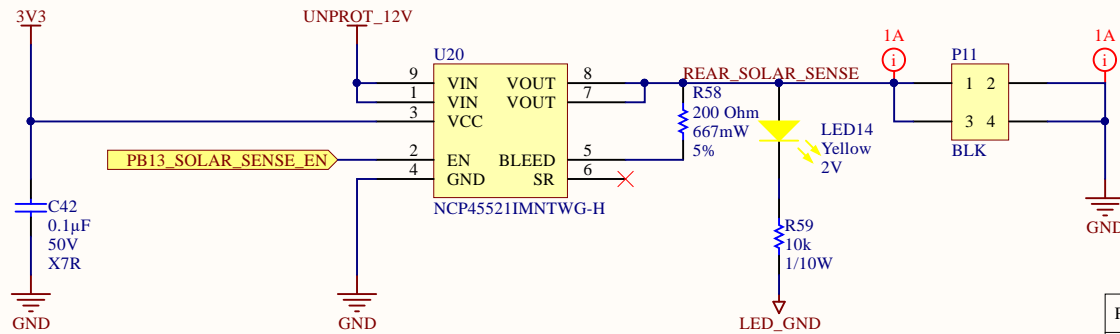 3V3
UNPROT_12V
1A
1A
i
i
U20
P11
9 VIN VOUT 8
1 VIN VOUT 7
3 VCC
2 EN BLEED 5
4 GND SR 6
NCP45521IMNTWG-H
REAR_SOLAR_SENSE
R58
200 Ohm
667mW
5%
LED14
Yellow
2V
1 2
3 4
BLK
PB13_SOLAR_SENSE_EN
C42
0.1µF
50V
X7R
R59
10k
1/10W
GND
GND
GND
LED_GND